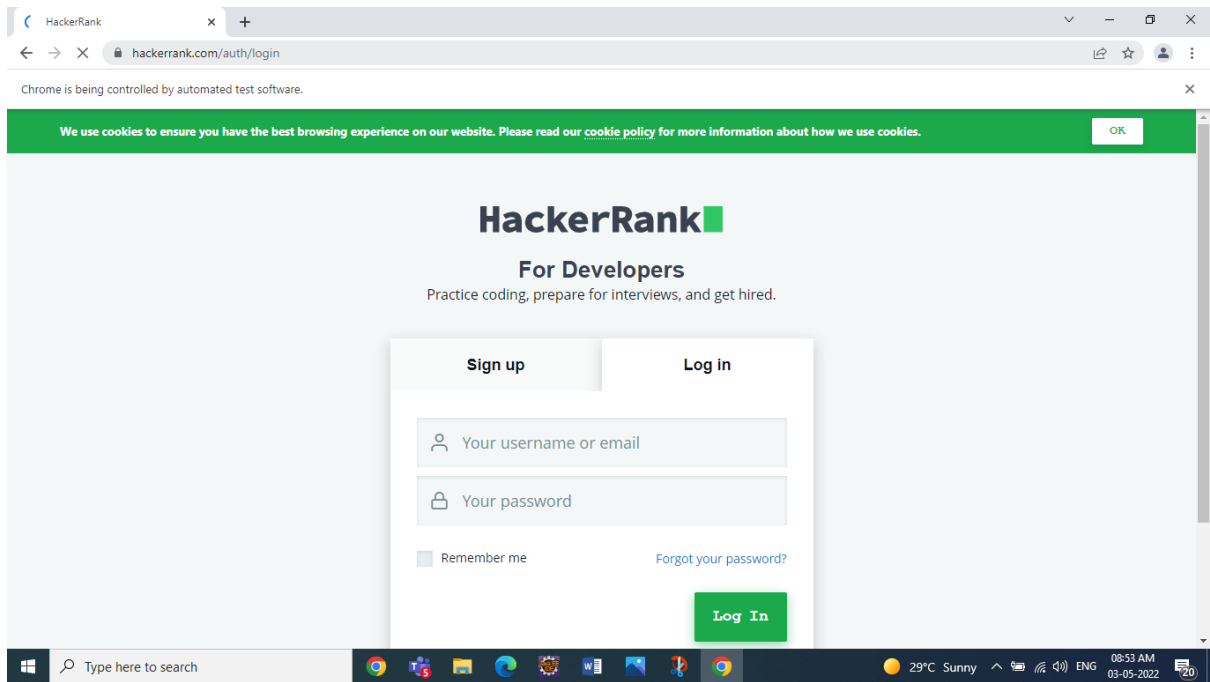 HackerRank
hackerrank.com/auth/login
Chrome is being controlled by automated test software.
We use cookies to ensure you have the best browsing experience on our website. Please read our cookie policy for more information about how we use cookies.
OK
HackerRank
For Developers
Practice coding, prepare for interviews, and get hired.
Sign up Log in
Your username or email
Your password
Remember me Forgot your password?
Log In
Type here to search 29°C Sunny ENG 08:53 AM
03-05-2022